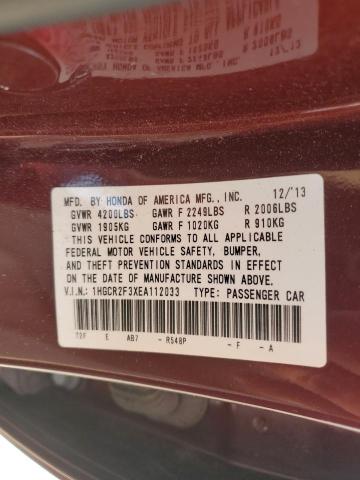 MFD. BY HONDA OF AMERICA MFG., INC. 12/13
GVWR 4200LBS GAWR F 2249LBS R 2006LBS
GVWR 1905KG GAWR F 1020KG R 910KG
THIS VEHICLE CONFORMS TO ALL APPLICABLE
FEDERAL MOTOR VEHICLE SAFETY, BUMPER,
AND THEFT PREVENTION STANDARDS IN EFFECT
ON THE DATE OF MANUFACTURE SHOWN ABOVE.
V.I.N.: 1HGCR2F3XEA112033 TYPE: PASSENGER CAR
72F E AB7 - R548P - F - A